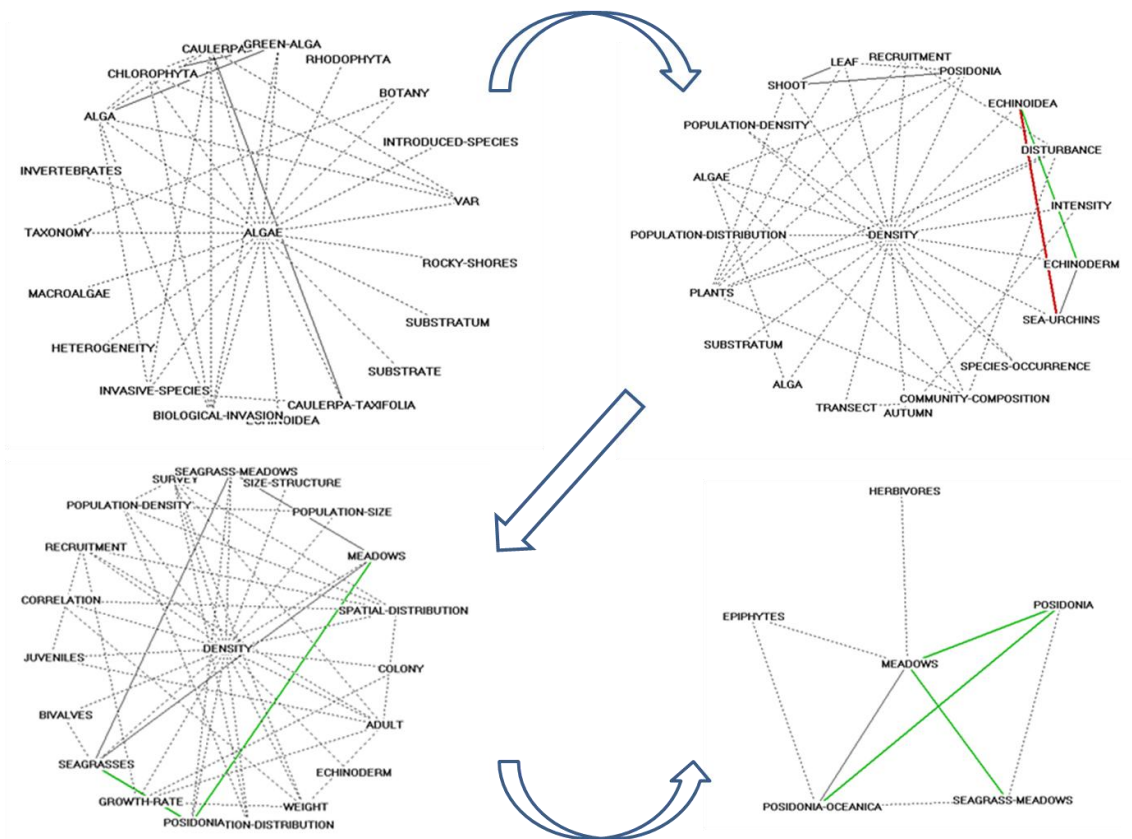 GREEN-ALGA
CAULERPA
RHODOPHYTA
CHLOROPHYTA
BOTANY
ALGA
INTRODUCED-SPECIES
INVERTEBRATES
VAR
TAXONOMY
ALGAE
ROCKY-SHORES
MACROALGAE
SUBSTRATUM
HETEROGENEITY
SUBSTRATE
INVASIVE-SPECIES
CAULERPA-TAXIFOLIA
BIOLOGICAL-INVASION
RECRUITMENT
LEAF
POSIDONIA
SHOOT
ECHINOIDEA
POPULATION-DENSITY
DISTURBANCE
ALGAE
INTENSITY
POPULATION-DISTRIBUTION
DENSITY
ECHINODERM
PLANTS
SEA-URCHINS
SUBSTRATUM
SPECIES-OCCURRENCE
ALGA
COMMUNITY-COMPOSITION
TRANSECT
AUTUMN
SEAGRASS-MEADOWS
SURVEY
SIZE-STRUCTURE
POPULATION-DENSITY
POPULATION-SIZE
RECRUITMENT
MEADOWS
CORRELATION
SPATIAL-DISTRIBUTION
DENSITY
JUVENILES
COLONY
BIVALVES
ADULT
SEAGRASSES
ECHINODERM
GROWTH-RATE
WEIGHT
POSIDONIA
TION-DISTRIBUTION
HERBIVORES
POSIDONIA
EPIPHYTES
MEADOWS
POSIDONIA-OCEANICA
SEAGRASS-MEADOWS